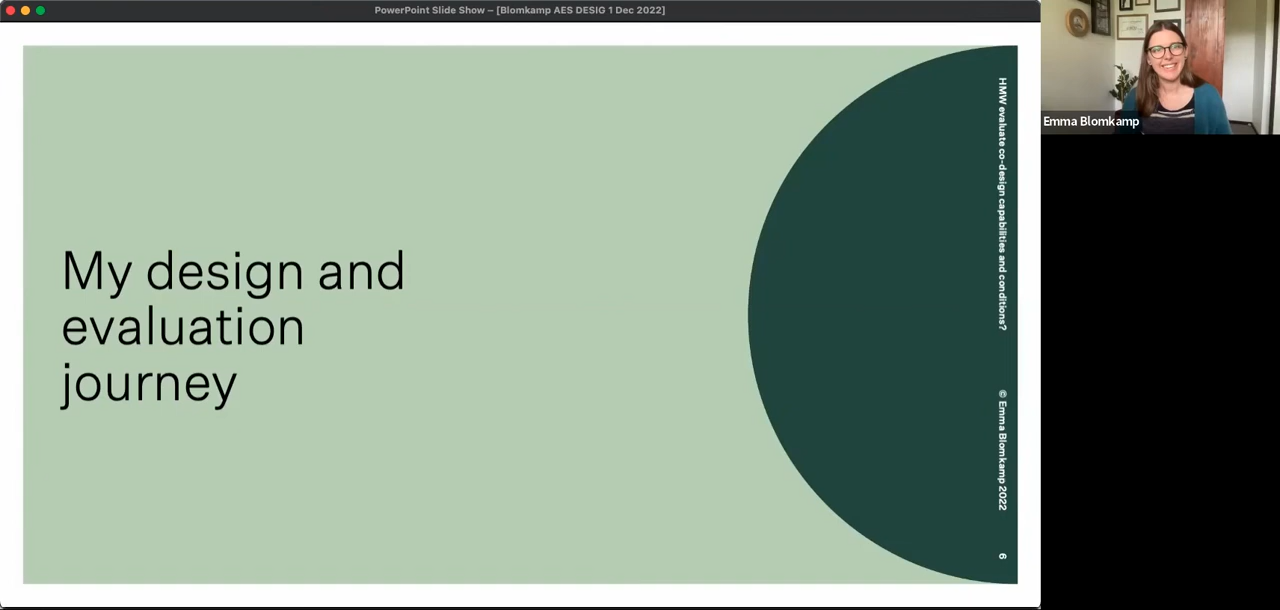 PowerPoint Slide Show – [Blomkamp AES DESIG 1 Dec 2022]
My design and
evaluation
journey
HMW evaluate co-design capabilities and conditions?
© Emma Blomkamp 2022
6
Emma Blomkamp